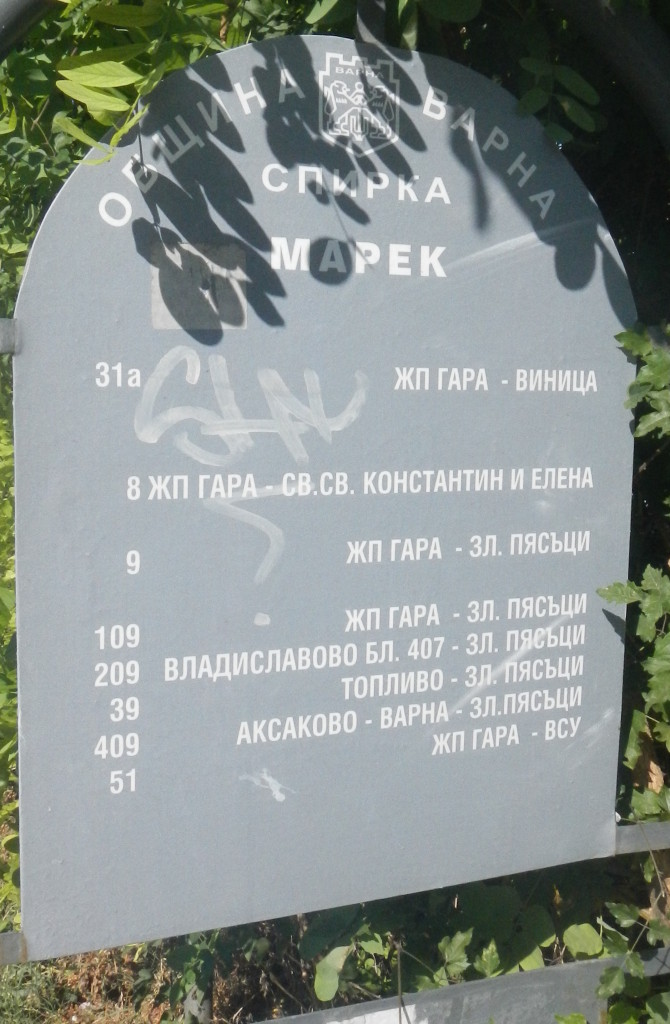 ОБЩИНА ВАРНА
ВАРНА
СПИРКА
МАРЕК
31а ЖП ГАРА - ВИНИЦА
8 ЖП ГАРА - СВ.СВ. КОНСТАНТИН И ЕЛЕНА
9 ЖП ГАРА - ЗЛ. ПЯСЪЦИ
109 ЖП ГАРА - ЗЛ. ПЯСЪЦИ
209 ВЛАДИСЛАВОВО БЛ. 407 - ЗЛ. ПЯСЪЦИ
39 ТОПЛИВО - ЗЛ. ПЯСЪЦИ
409 АКСАКОВО - ВАРНА - ЗЛ.ПЯСЪЦИ
51 ЖП ГАРА - ВСУ